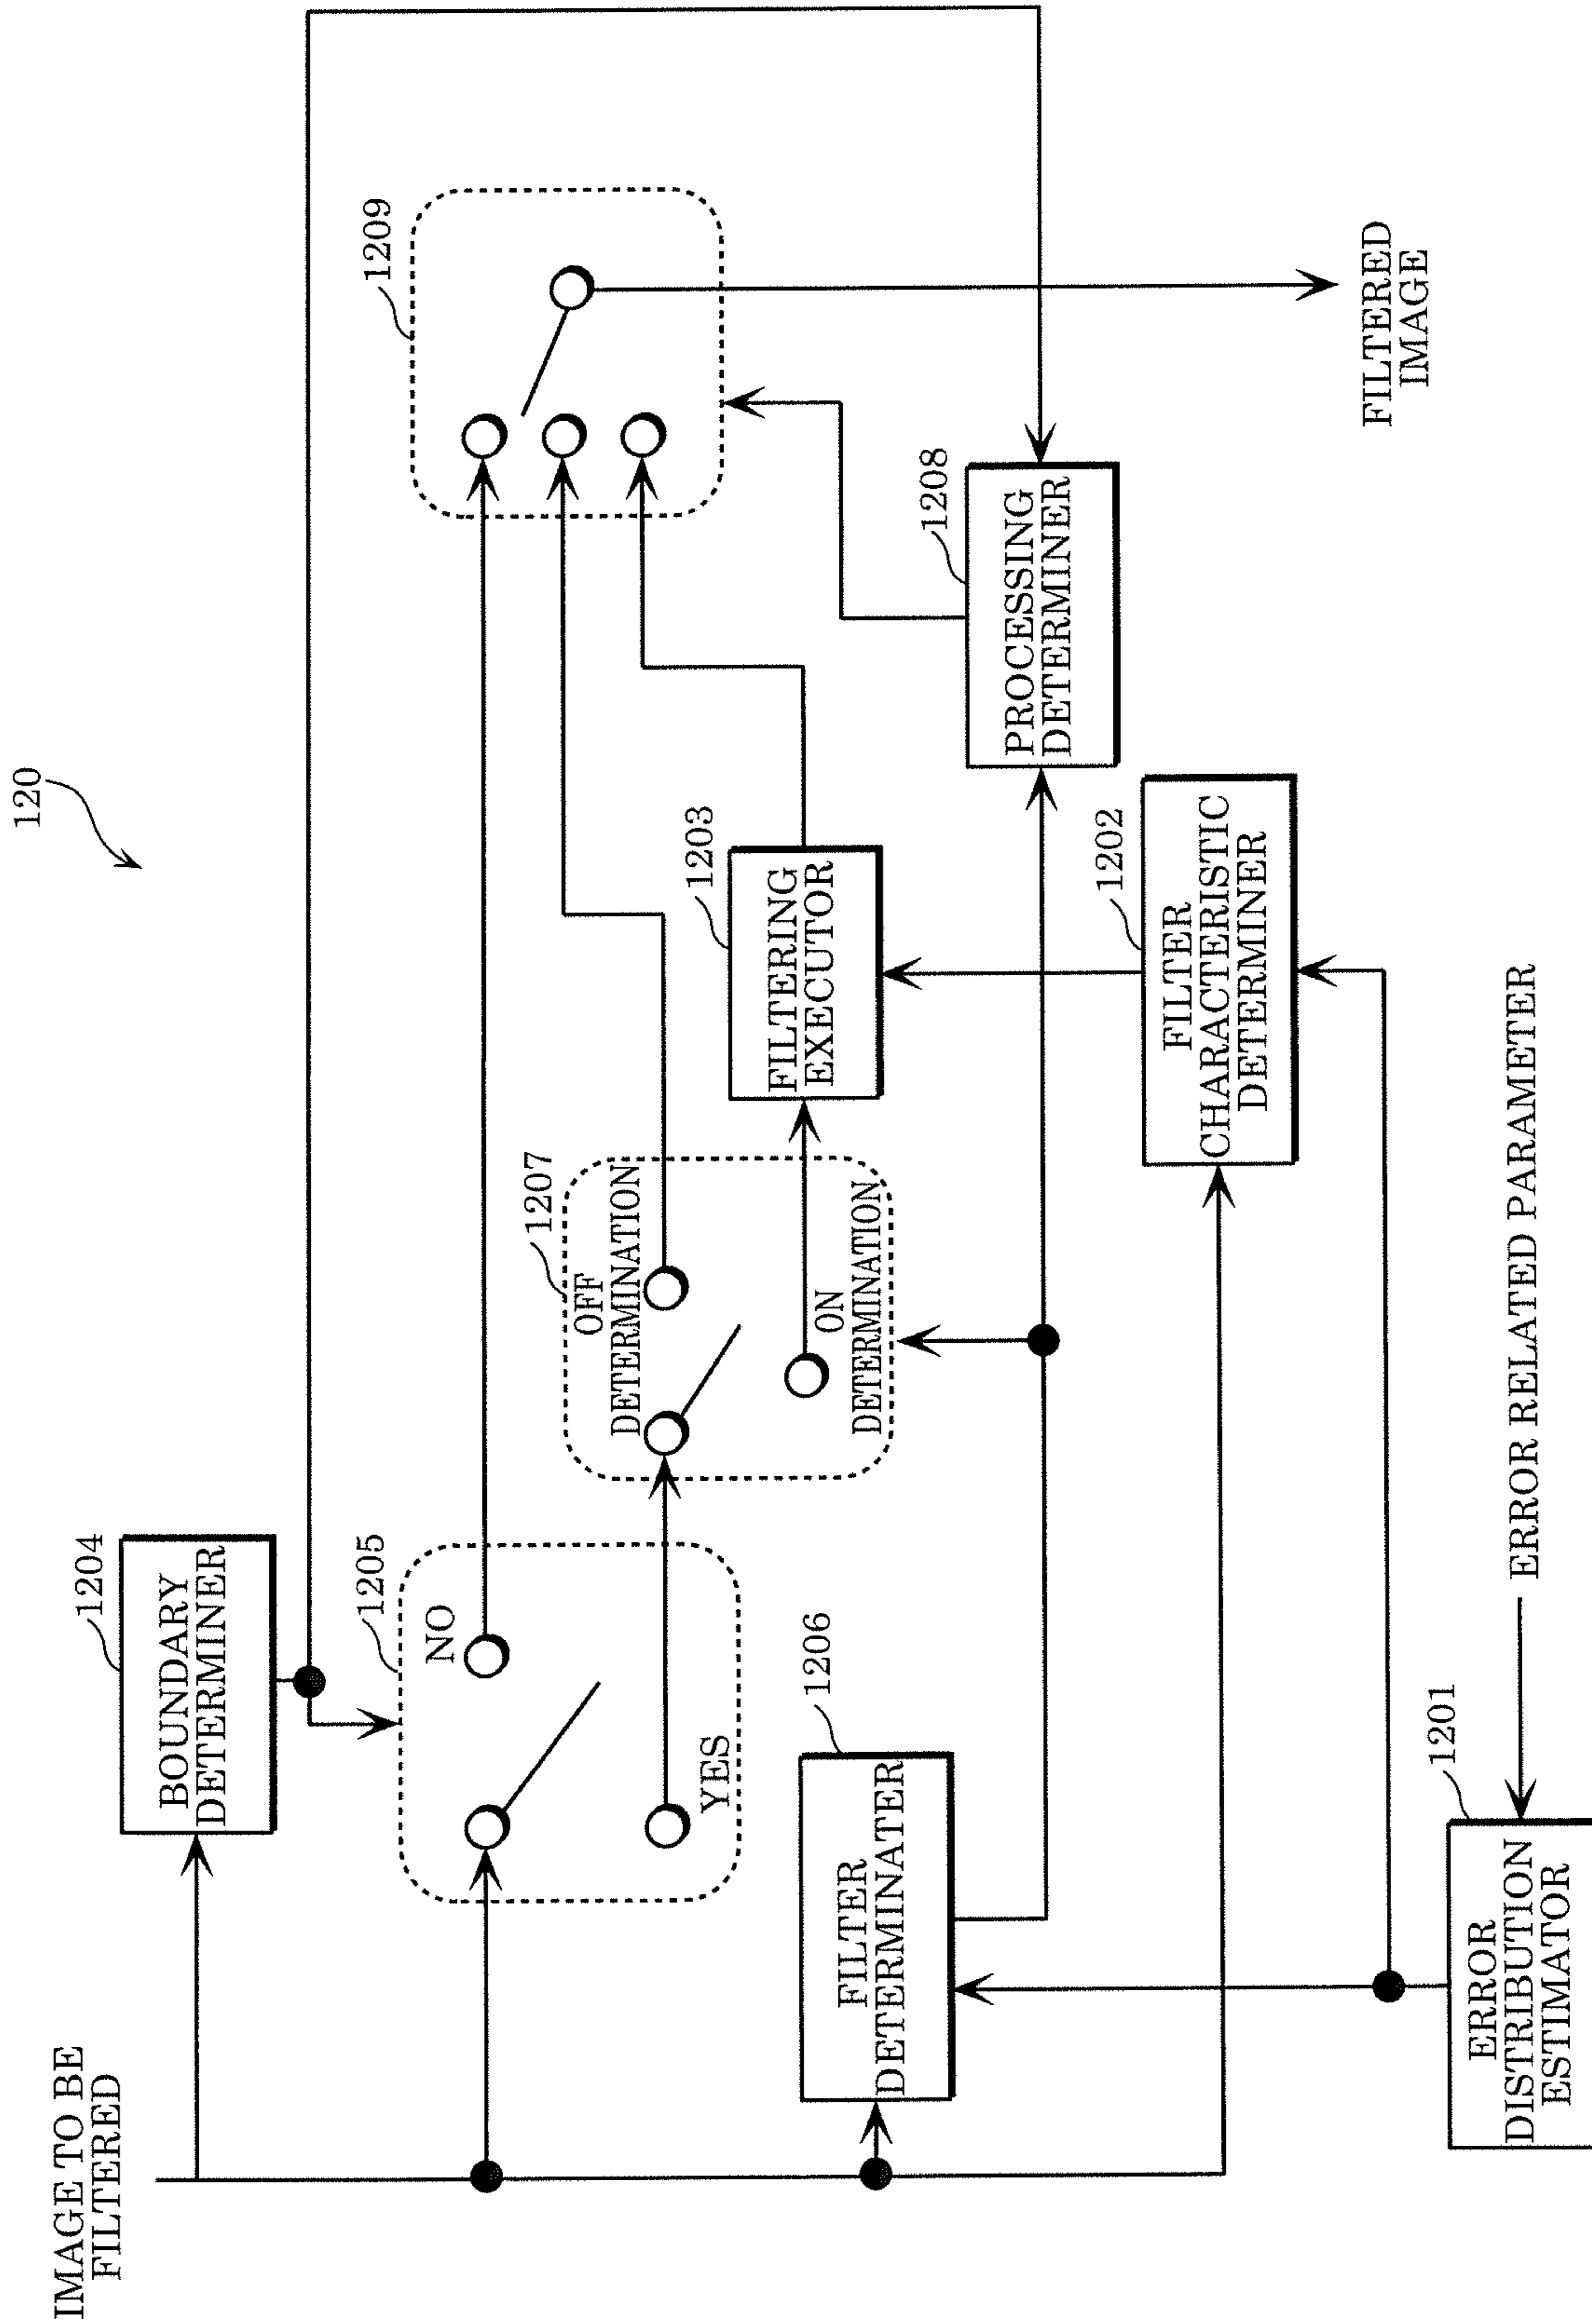 120
IMAGE TO BE
FILTERED
1204
BOUNDARY
DETERMINER
1205
NO
YES
1207
OFF
DETERMINATION
ON
DETERMINATION
1209
1206
FILTER
DETERMINATER
1203
FILTERING
EXECUTOR
1208
PROCESSING
DETERMINER
1202
FILTER
CHARACTERISTIC
DETERMINER
1201
ERROR
DISTRIBUTION
ESTIMATOR
ERROR RELATED PARAMETER
FILTERED
IMAGE